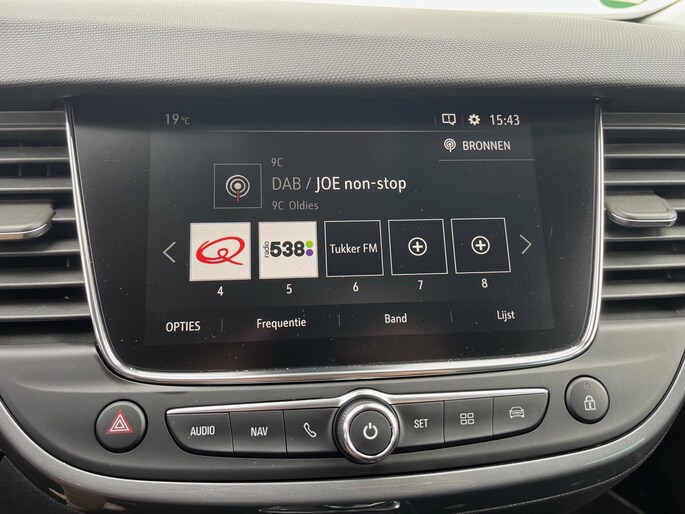 19 °C
15:43
BRONNEN
9C
DAB / JOE non-stop
9C Oldies
Q
radio 538
Tukker FM
4 5 6 7 8
OPTIES Frequentie Band Lijst
AUDIO NAV SET